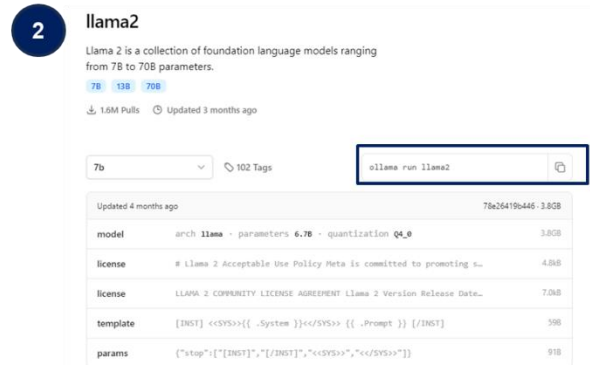 2
llama2
Llama 2 is a collection of foundation language models ranging
from 7B to 70B parameters.
7B 13B 70B
1.6M Pulls Updated 3 months ago
7b 102 Tags ollama run llama2
Updated 4 months ago 78e26419b446 · 3.8GB
model arch llama · parameters 6.7B · quantization Q4_0 3.8GB
license # Llama 2 Acceptable Use Policy Meta is committed to promoting s… 4.8kB
license LLAMA 2 COMMUNITY LICENSE AGREEMENT Llama 2 Version Release Date… 7.0kB
template [INST] <<SYS>>{{ .System }}<</SYS>> {{ .Prompt }} [/INST] 59B
params {"stop":["[INST]","[/INST]","<<SYS>>","<</SYS>>"]} 91B